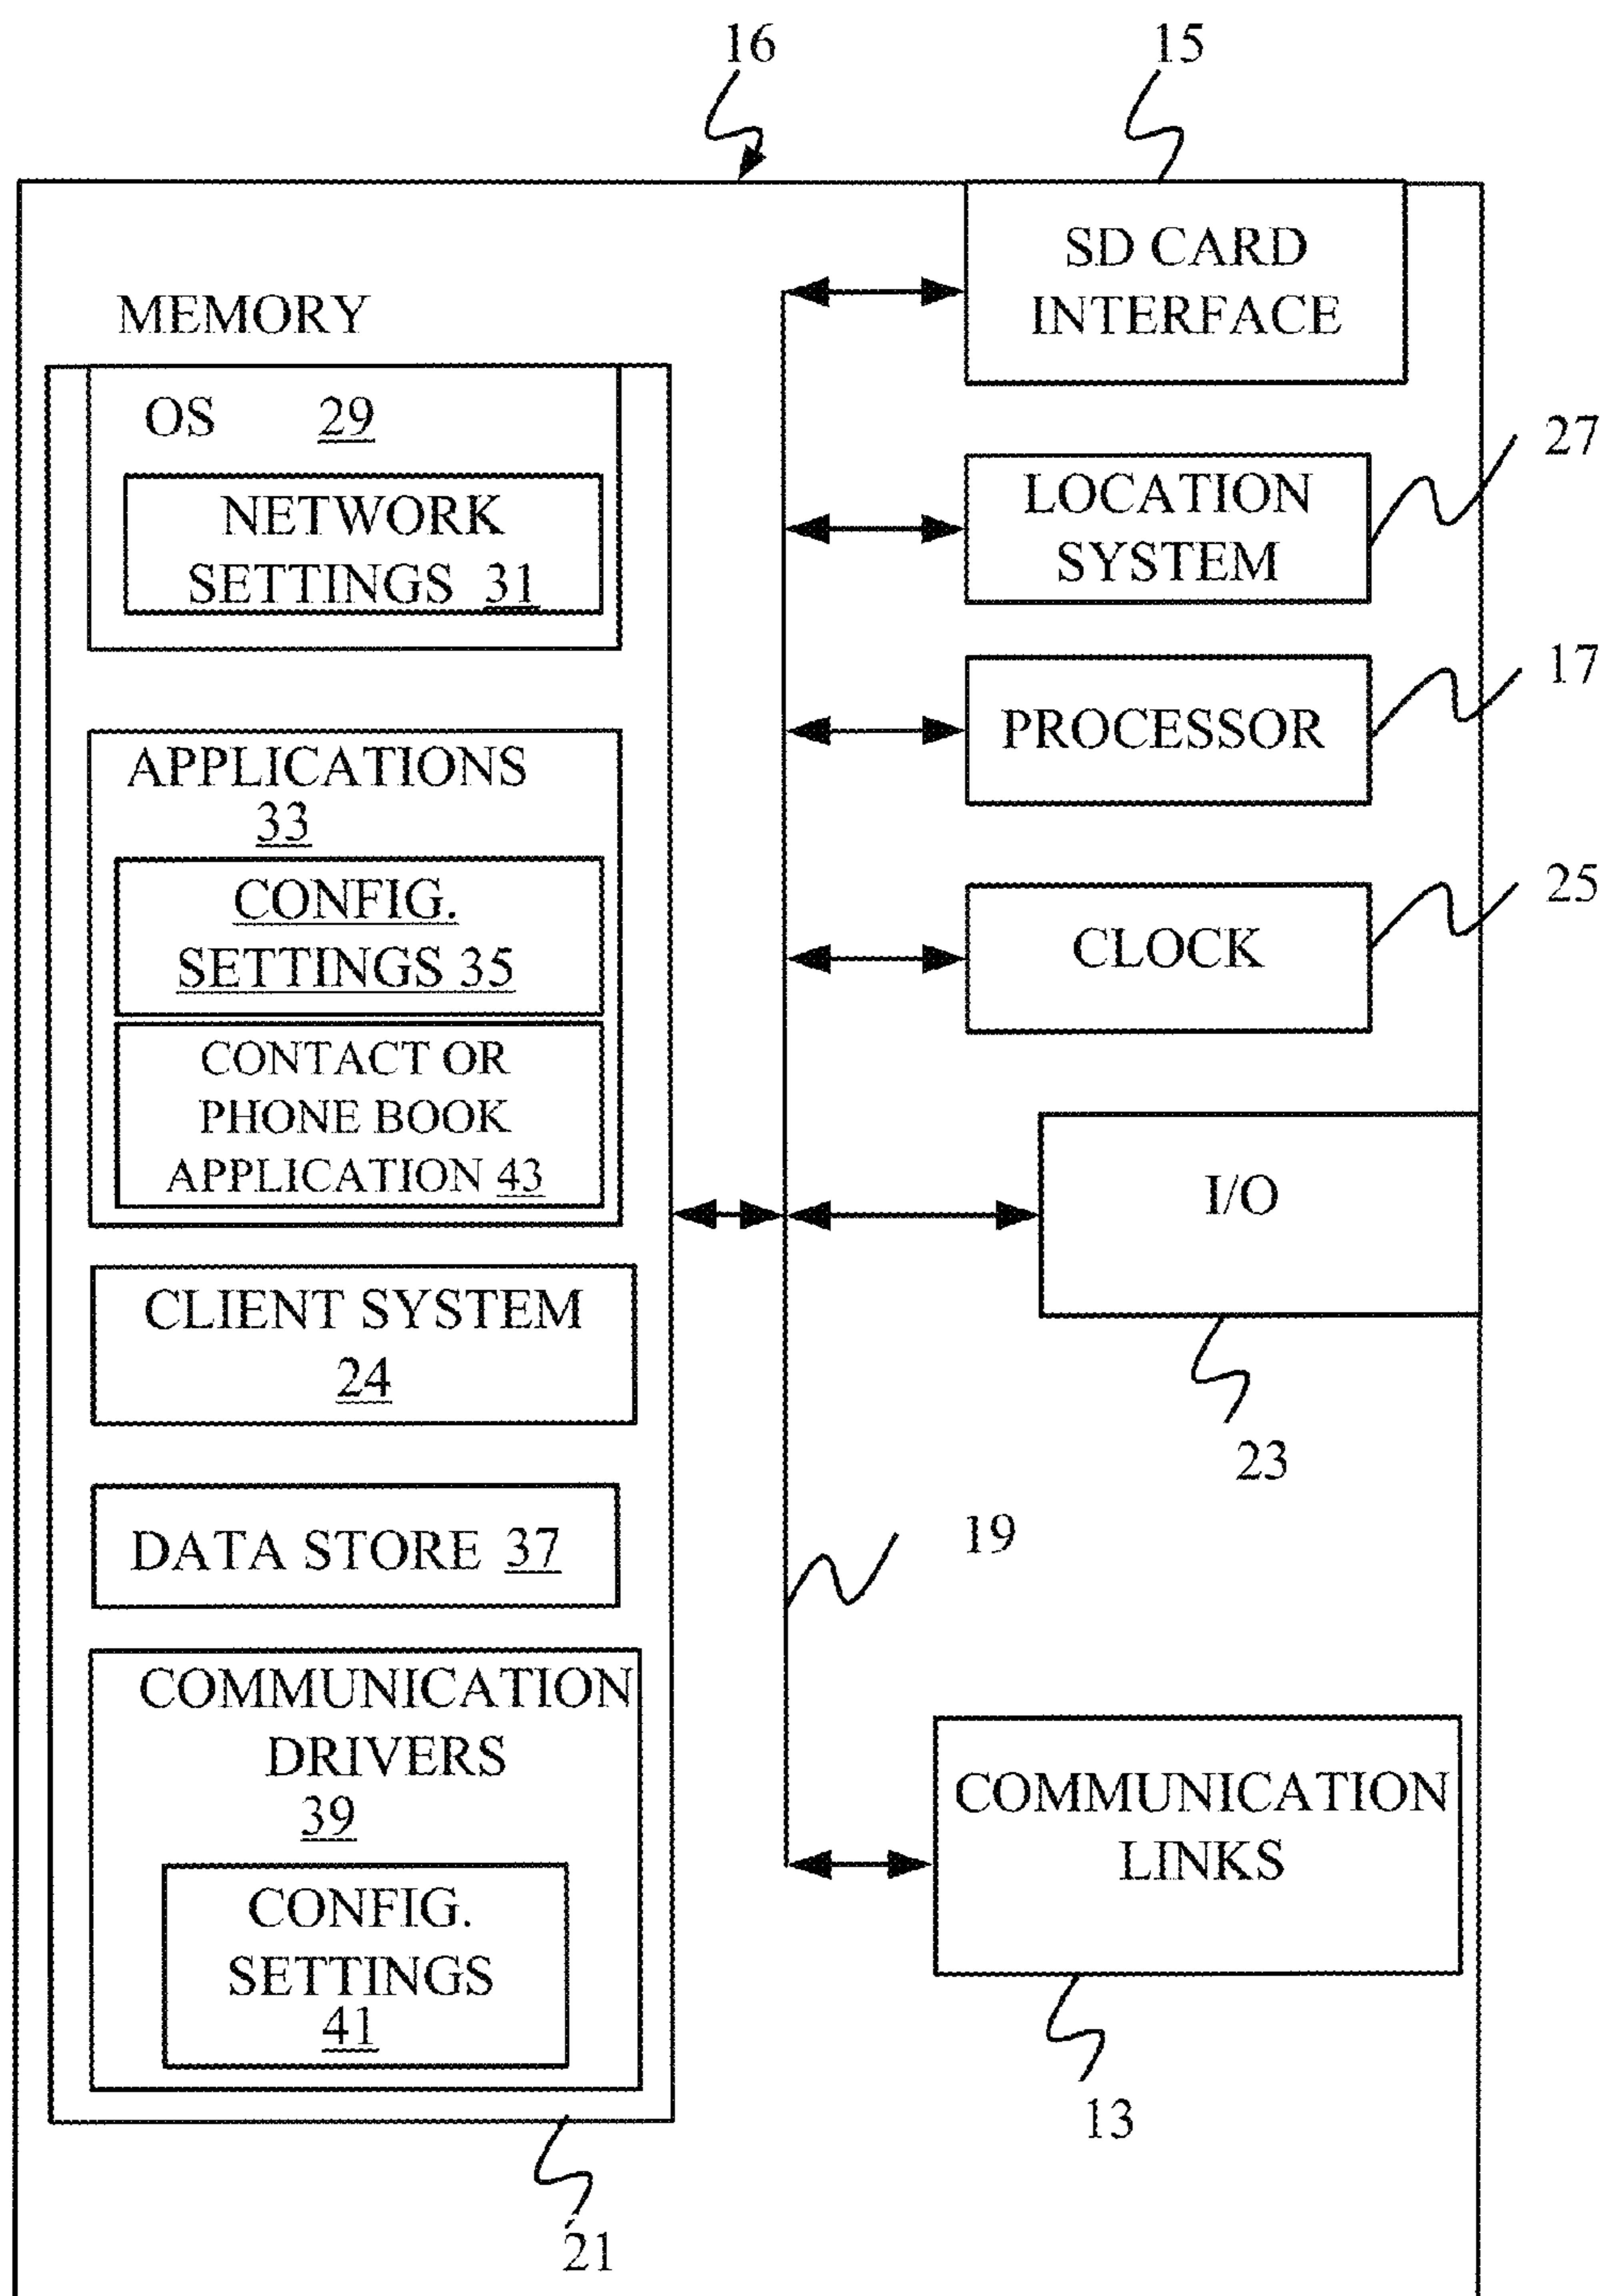 16
15
MEMORY
OS 29
NETWORK
SETTINGS 31
APPLICATIONS
33
CONFIG.
SETTINGS 35
CONTACT OR
PHONE BOOK
APPLICATION 43
CLIENT SYSTEM
24
DATA STORE 37
COMMUNICATION
DRIVERS
39
CONFIG.
SETTINGS
41
21
SD CARD
INTERFACE
LOCATION
SYSTEM
27
PROCESSOR
17
CLOCK
25
I/O
23
19
COMMUNICATION
LINKS
13